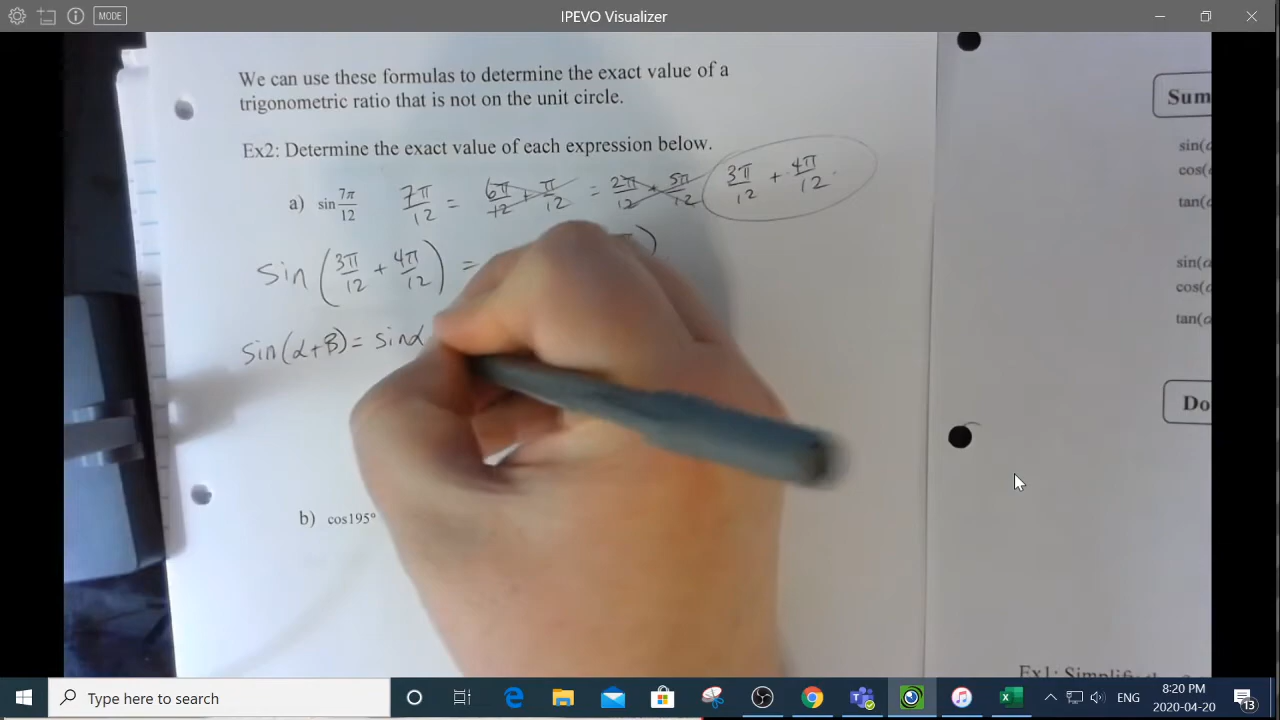 IPEVO Visualizer
MODE
We can use these formulas to determine the exact value of a
trigonometric ratio that is not on the unit circle.
Ex2: Determine the exact value of each expression below.
a) sin 7π/12 7π/12 = 6π/12 + π/12 = 2π/12 + 5π/12 3π/12 + 4π/12
sin (3π/12 + 4π/12) =
sin(α+β) = sinα
b) cos195°
Sum
sin(
cos(
tan(
sin(
cos(
tan(
Do
Ex1: Simplif
Type here to search
ENG
8:20 PM
2020-04-20
13